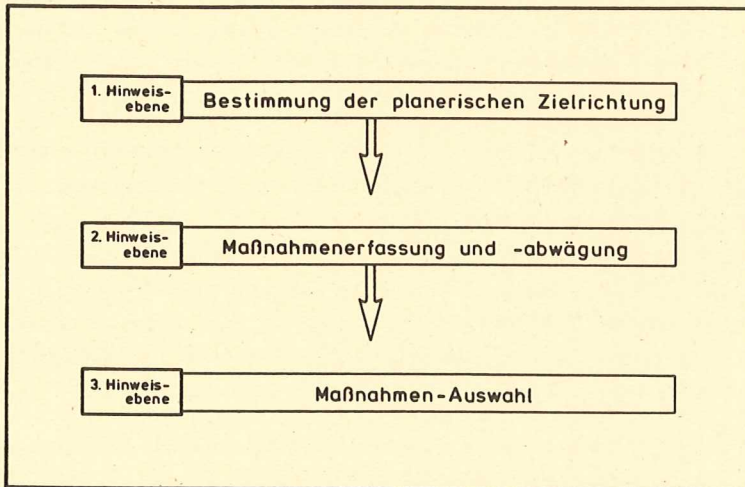 1. Hinweis-
ebene
Bestimmung der planerischen Zielrichtung
2. Hinweis-
ebene
Maßnahmenerfassung und -abwägung
3. Hinweis-
ebene
Maßnahmen-Auswahl